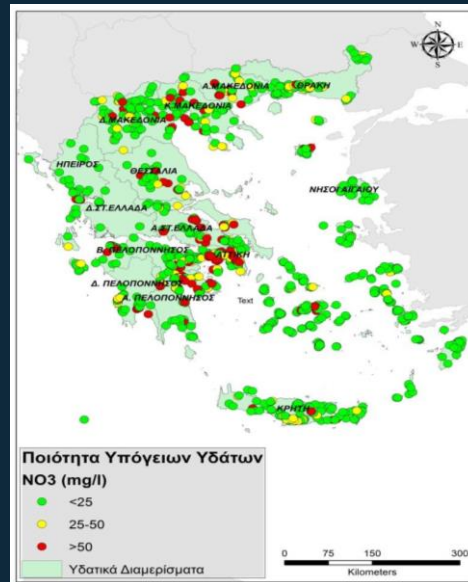 N
W E
S
Α.ΜΑΚΕΔΟΝΙΑ
ΘΡΑΚΗ
Κ.ΜΑΚΕΔΟΝΙΑ
Δ.ΜΑΚΕΔΟΝΙΑ
ΗΠΕΙΡΟΣ
ΘΕΣΣΑΛΙΑ
ΝΗΣΟΙ ΑΙΓΑΙΟΥ
Δ.ΣΤ.ΕΛΛΑΔΑ
Α.ΣΤ.ΕΛΛΑΔΑ
Β. ΠΕΛΟΠΟΝΝΗΣΟΣ
ΑΤΤΙΚΗ
Δ. ΠΕΛΟΠΟΝΝΗΣΟΣ
Α. ΠΕΛΟΠΟΝΝΗΣΟΣ
Text
ΚΡΗΤΗ
Ποιότητα Υπόγειων Υδάτων
NO3 (mg/l)
<25
25-50
>50
Υδατικά Διαμερίσματα
0 75 150 300
Kilometers